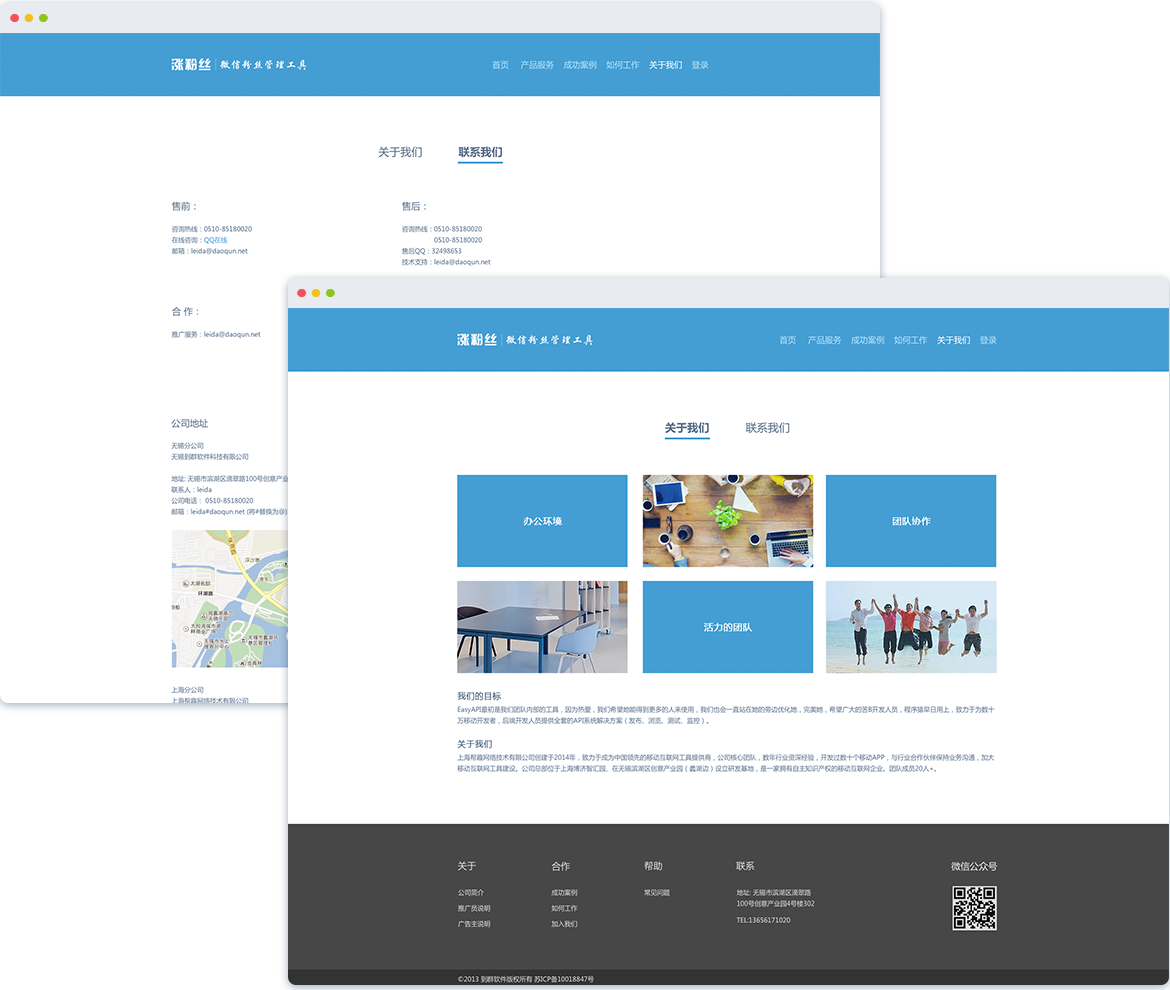 涨粉丝 微信粉丝管理工具
首页 产品服务 成功案例 如何工作 关于我们 登录
关于我们 联系我们
售前：
咨询热线：0510-85180020
在线咨询：QQ在线
邮箱：leida@daoqun.net
售后：
咨询热线：0510-85180020
0510-85180020
售后QQ：32498653
技术支持：leida@daoqun.net
合 作：
推广服务：leida@daoqun.net
公司地址
无锡分公司
无锡到群软件科技有限公司
地址: 无锡市滨湖区滴翠路100号创意产业
联系人：leida
公司电话： 0510-85180020
邮箱：leida#daoqun.net (将#替换为@)
环湖路
上海分公司
上海帮趣网络技术有限公司
涨粉丝 微信粉丝管理工具
首页 产品服务 成功案例 如何工作 关于我们 登录
关于我们 联系我们
办公环境
团队协作
活力的团队
我们的目标
EasyAPI最初是我们团队内部的工具，因为热爱，我们希望她能得到更多的人来使用，我们也会一直站在她的旁边优化她，完美她，希望广大的苦B开发人员，程序猿早日用上，致力于为数十
万移动开发者，后端开发人员提供全套的API系统解决方案（发布、浏览、测试、监控）。
关于我们
上海帮趣网络技术有限公司创建于2014年，致力于成为中国领先的移动互联网工具提供商，公司核心团队，数年行业资深经验，开发过数十个移动APP，与行业合作伙伴保持业务沟通，加大
移动互联网工具建设。公司总部位于上海博济智汇园、在无锡滨湖区创意产业园（蠡湖边）设立研发基地，是一家拥有自主知识产权的移动互联网企业。团队成员20人+。
关于
公司简介
推广员说明
广告主说明
合作
成功案例
如何工作
加入我们
帮助
常见问题
联系
地址: 无锡市滨湖区滴翠路
100号创意产业园4号楼302
TEL:13656171020
微信公众号
©2013 到群软件版权所有 苏ICP备10018847号